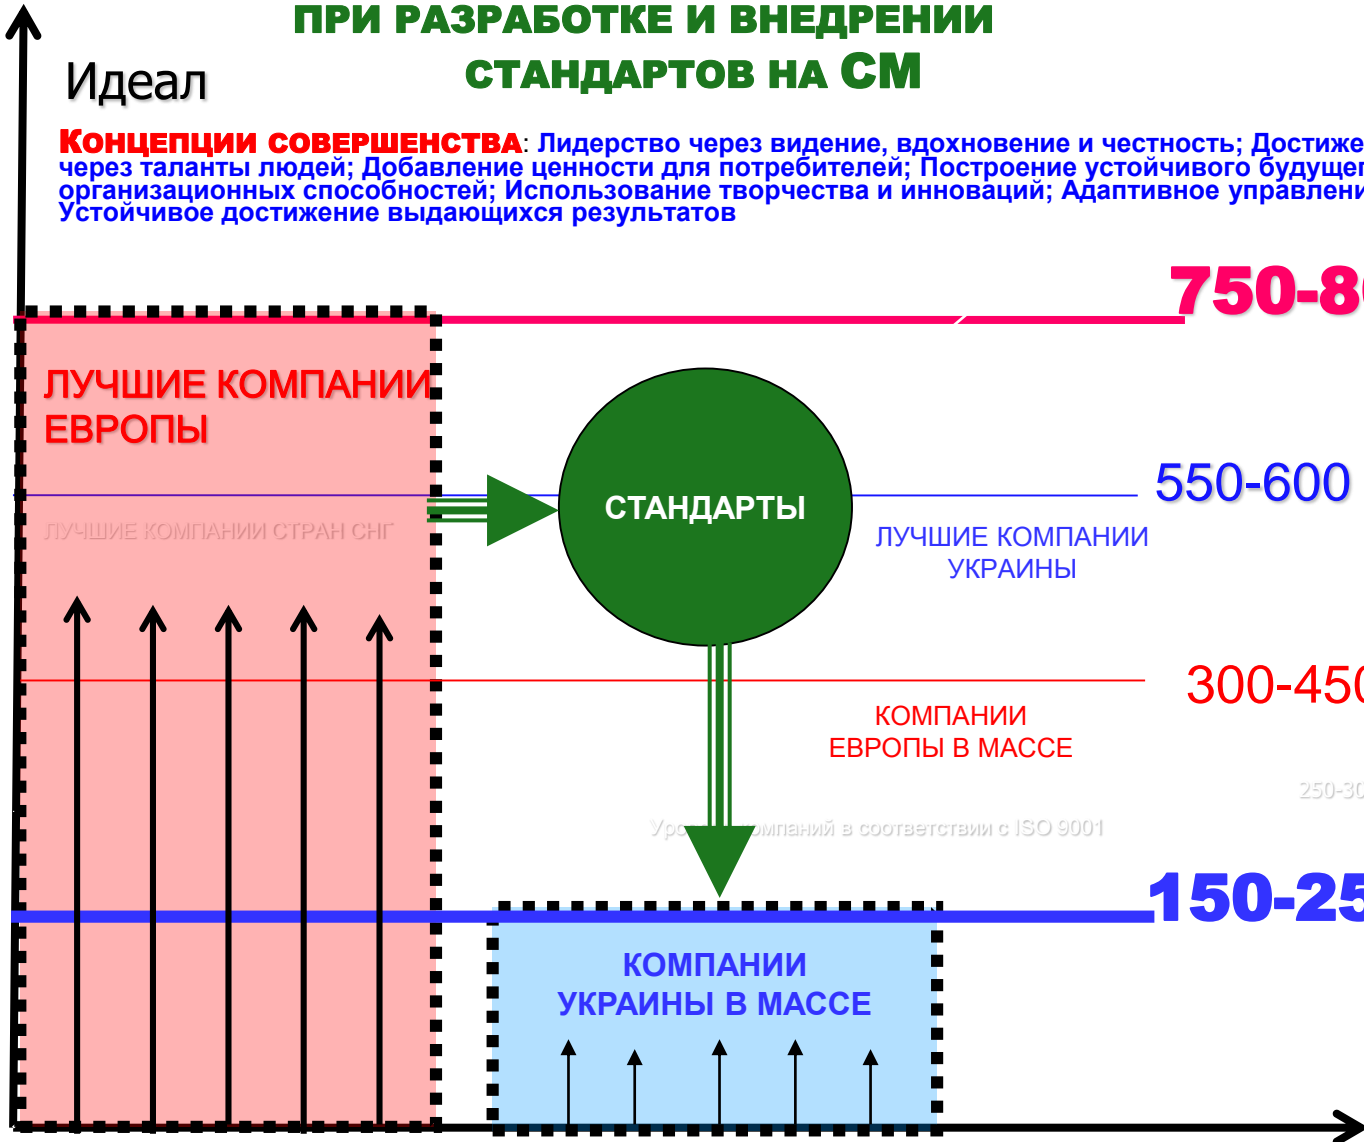 ПРИ РАЗРАБОТКЕ И ВНЕДРЕНИИ
СТАНДАРТОВ НА СМ
Идеал
КОНЦЕПЦИИ СОВЕРШЕНСТВА: Лидерство через видение, вдохновение и честность; Достиже
через таланты людей; Добавление ценности для потребителей; Построение устойчивого будущег
организационных способностей; Использование творчества и инноваций; Адаптивное управлени
Устойчивое достижение выдающихся результатов
750-80
ЛУЧШИЕ КОМПАНИИ
ЕВРОПЫ
550-600
СТАНДАРТЫ
ЛУЧШИЕ КОМПАНИИ СТРАН СНГ
ЛУЧШИЕ КОМПАНИИ
УКРАИНЫ
300-450
КОМПАНИИ
ЕВРОПЫ В МАССЕ
250-30
компаний в соответствии с ISO 9001
150-25
КОМПАНИИ
УКРАИНЫ В МАССЕ